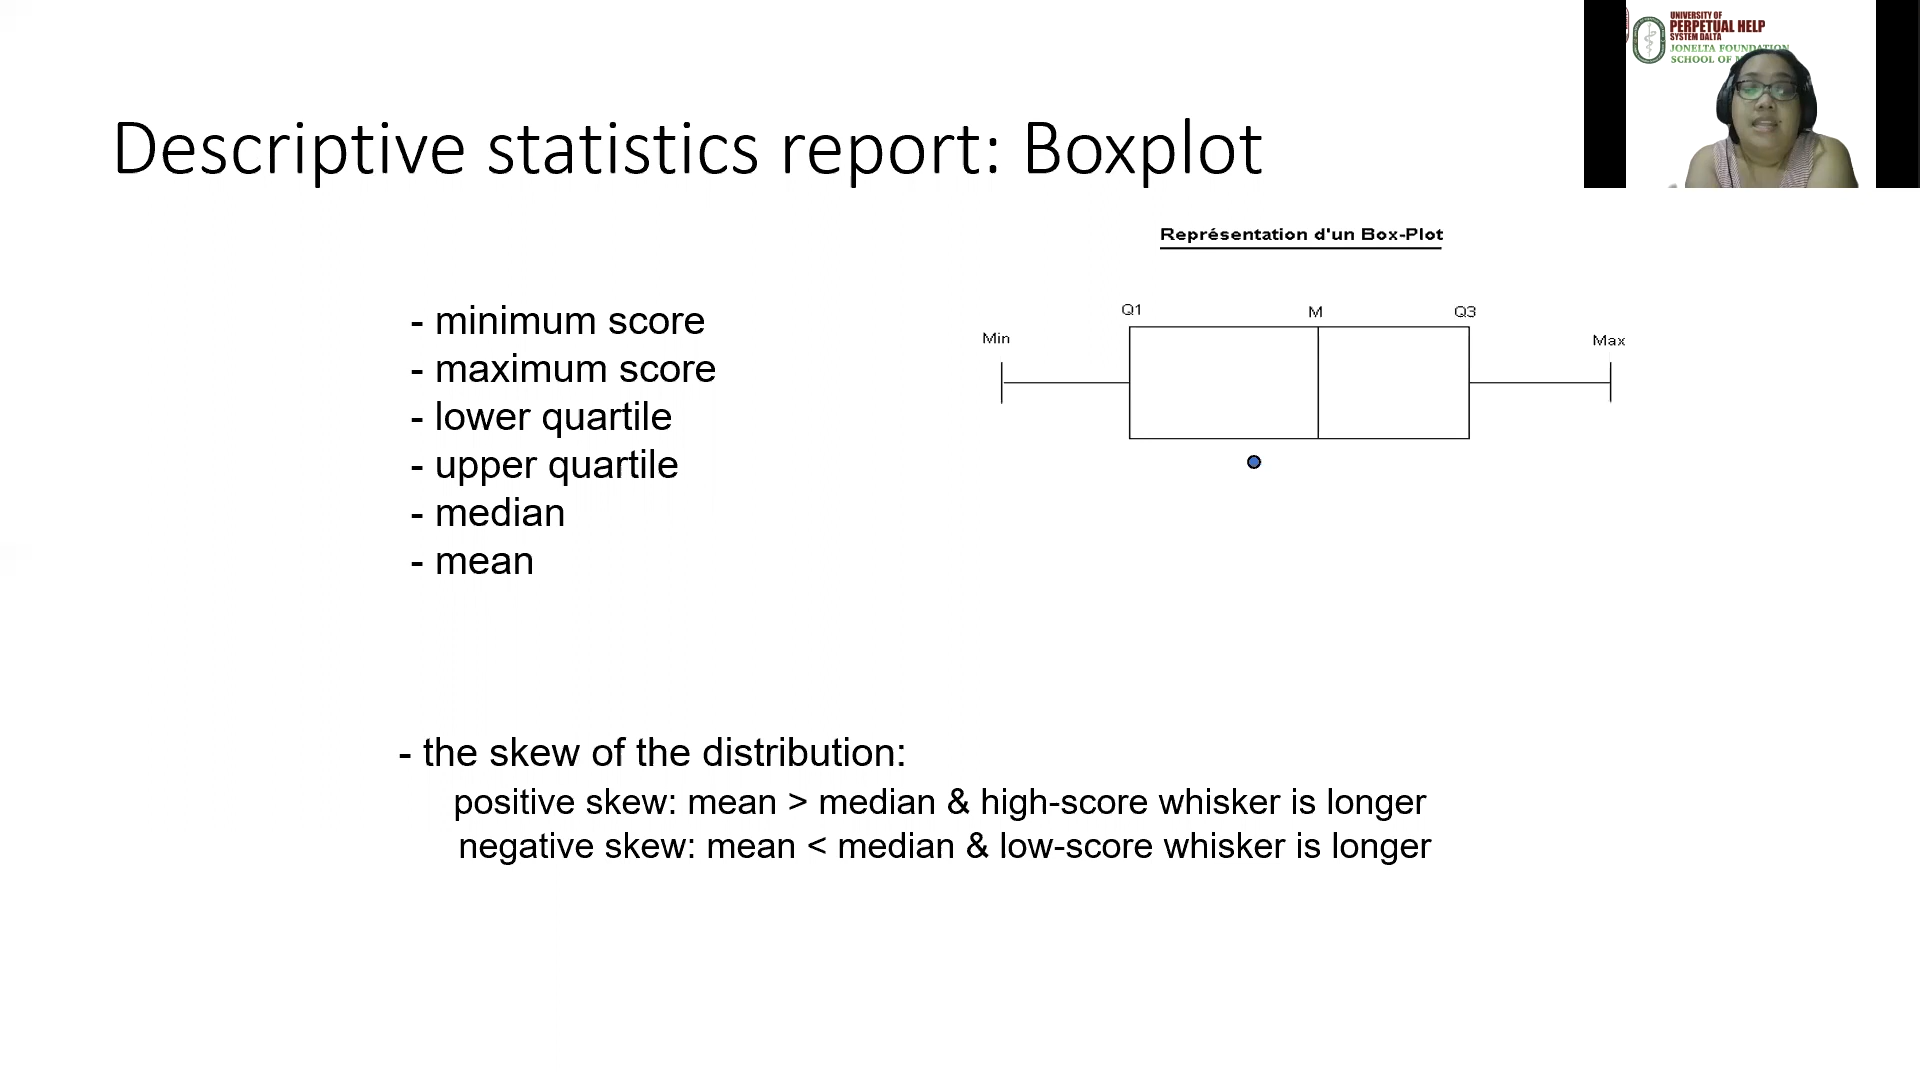 UNIVERSITY OF
PERPETUAL HELP
SYSTEM DALTA
JONELTA FOUNDATION
SCHOOL OF
Descriptive statistics report: Boxplot
Représentation d'un Box-Plot
Q1
M
Q3
Min
Max
- minimum score
- maximum score
- lower quartile
- upper quartile
- median
- mean
- the skew of the distribution:
positive skew: mean > median & high-score whisker is longer
negative skew: mean < median & low-score whisker is longer